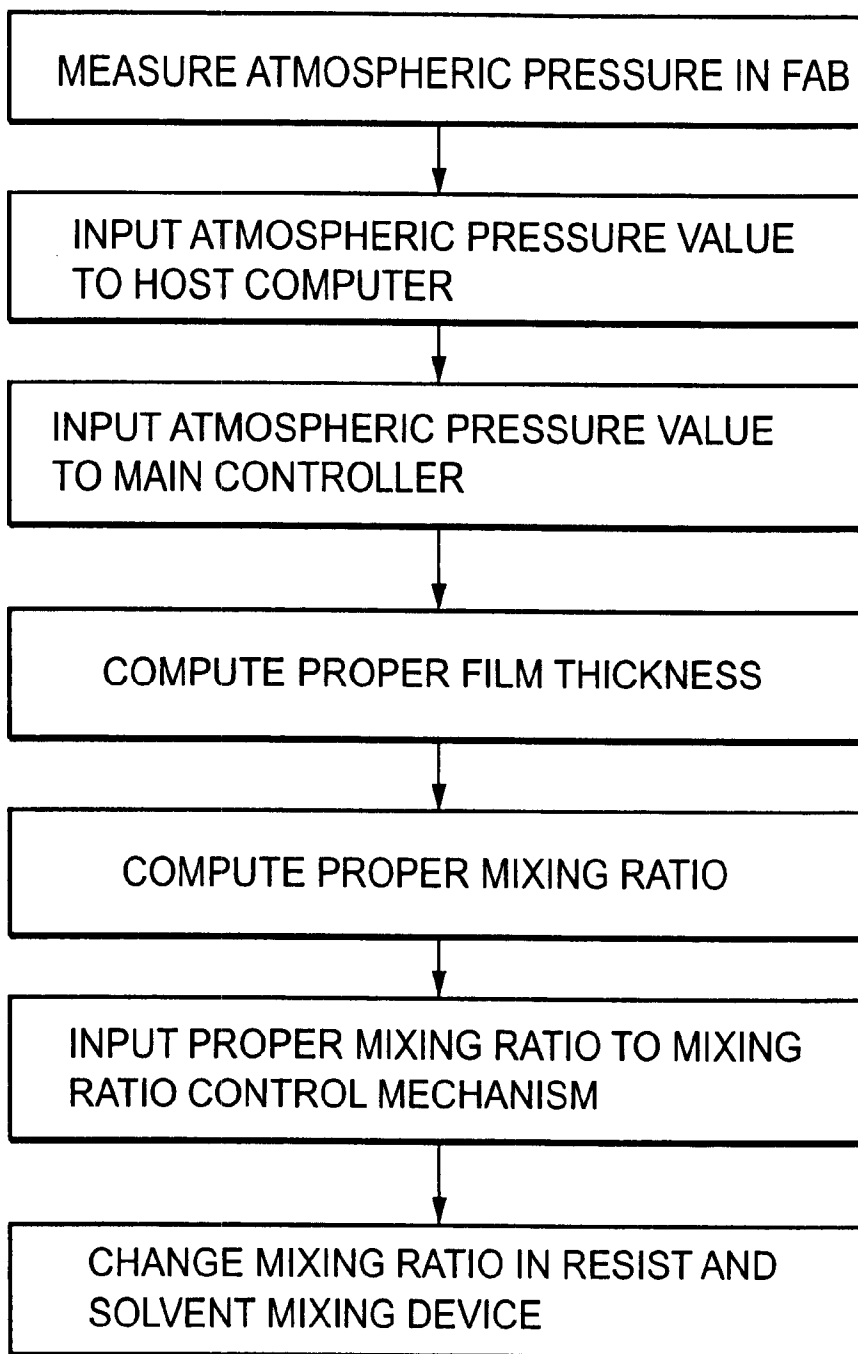 MEASURE ATMOSPHERIC PRESSURE IN FAB
INPUT ATMOSPHERIC PRESSURE VALUE
TO HOST COMPUTER
INPUT ATMOSPHERIC PRESSURE VALUE
TO MAIN CONTROLLER
COMPUTE PROPER FILM THICKNESS
COMPUTE PROPER MIXING RATIO
INPUT PROPER MIXING RATIO TO MIXING
RATIO CONTROL MECHANISM
CHANGE MIXING RATIO IN RESIST AND
SOLVENT MIXING DEVICE